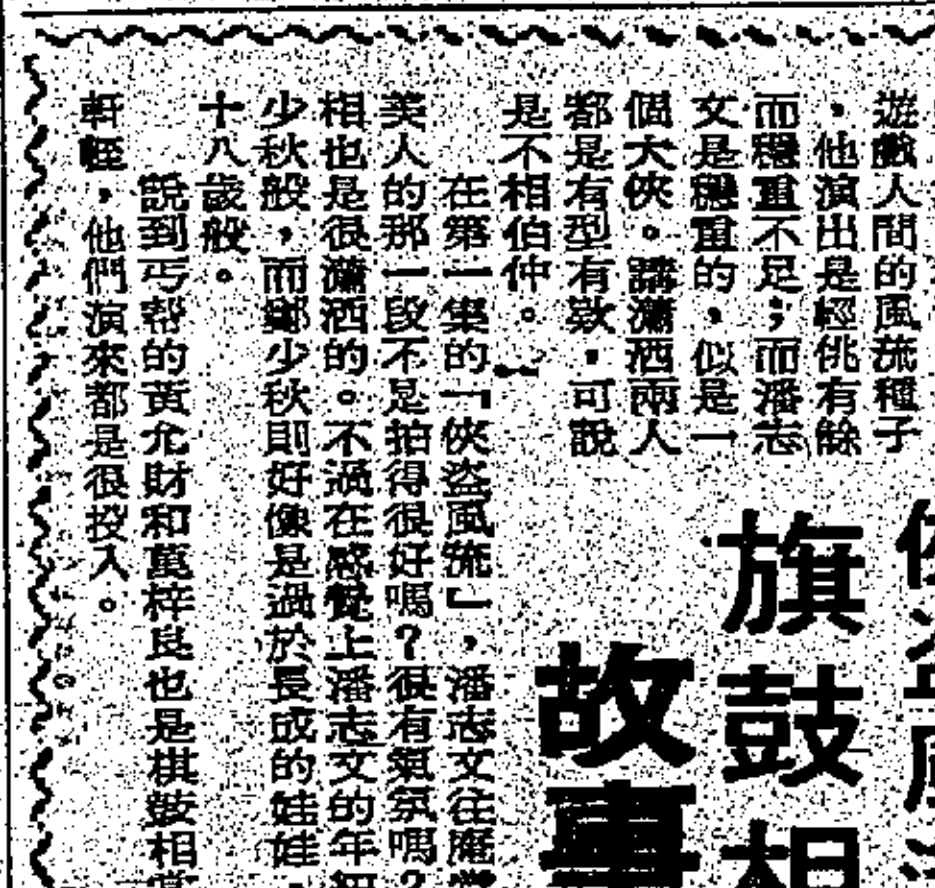 遊戲人間的風流種子
，他演出是輕佻有餘
而穩重不足；而潘志
文是穩重的，似是一
個大俠。講瀟洒兩人
都是有型有款，可說
是不相伯仲。
在第一集的「俠盗風流」，潘志文往
美人的那一段不是拍得很好嗎？很有氣氛嗎？
相也是很瀟洒的。不過在感覺上潘志文的年
少秋般，而鄭少秋則好像是過於長成的娃娃，
十八歲般。
說到丐帮的黃允財和萬梓良也是棋鼓相當
軒輊，他們演來都是很投入。
旗鼓相
故事